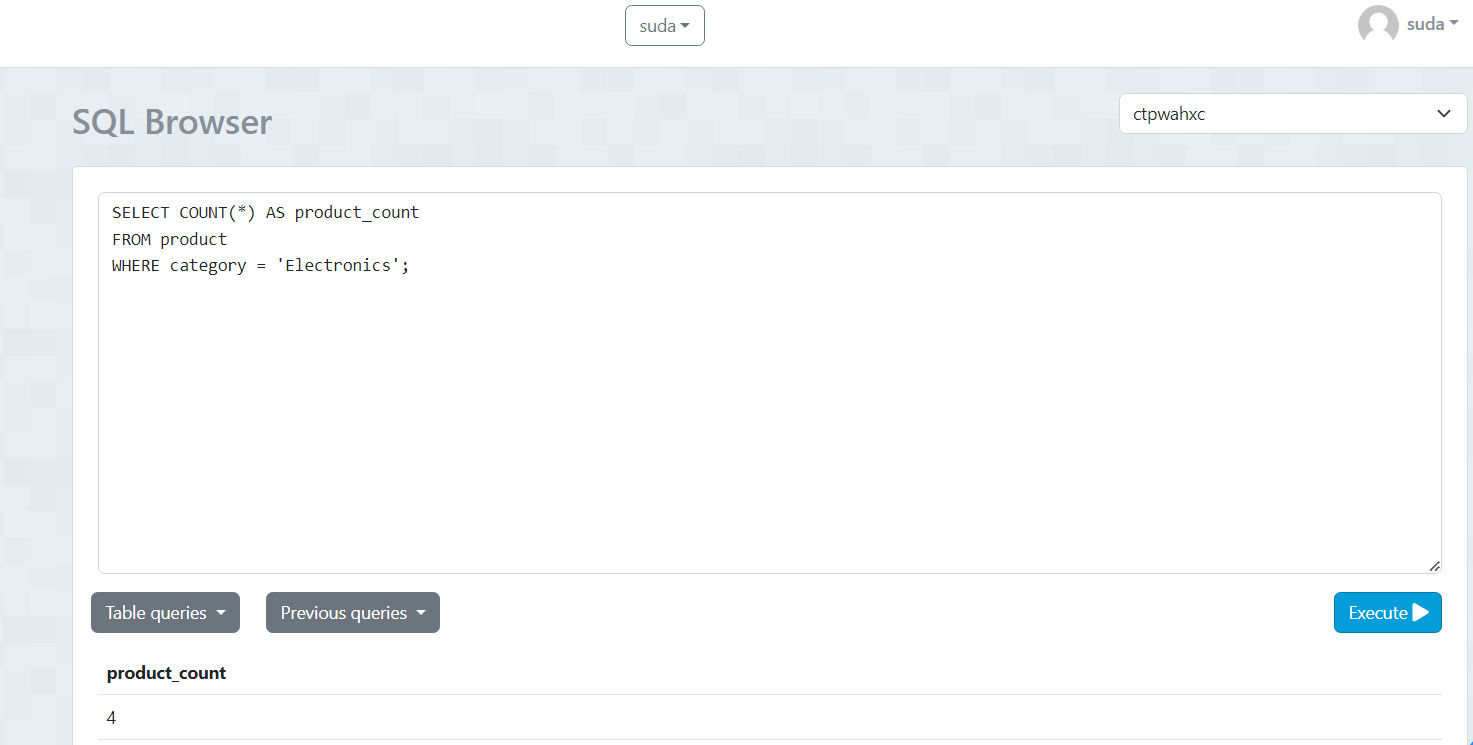 suda
suda
SQL Browser
ctpwahxc
SELECT COUNT(*) AS product_count
FROM product
WHERE category = 'Electronics';
Table queries
Previous queries
Execute
product_count
4